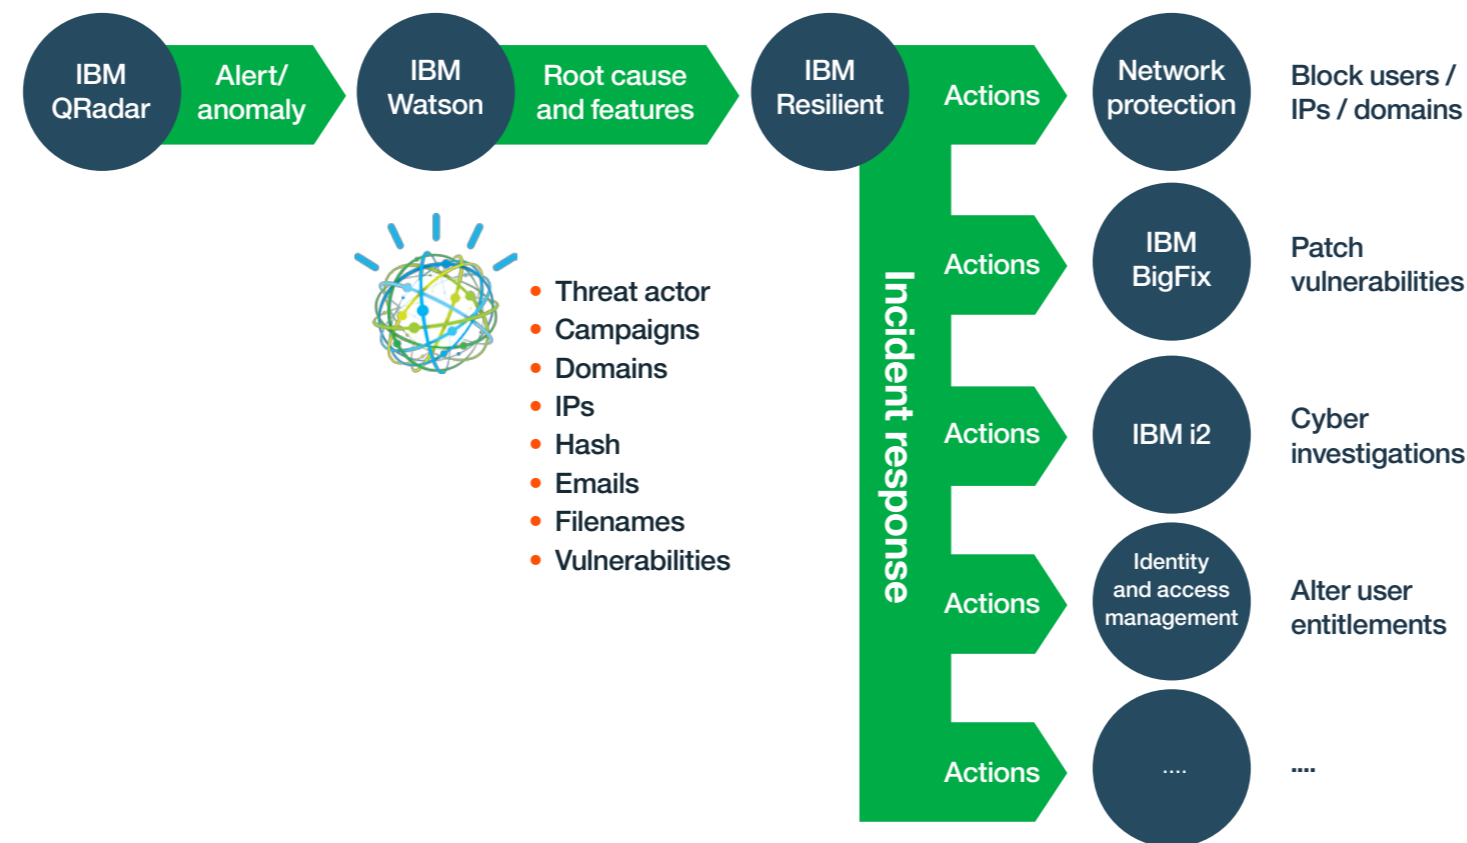 IBM
QRadar
Alert/
anomaly
IBM
Watson
Root cause
and features
IBM
Resilient
Actions
Network
protection
Block users /
IPs / domains
• Threat actor
• Campaigns
• Domains
• IPs
• Hash
• Emails
• Filenames
• Vulnerabilities
Incident response
Actions
IBM
BigFix
Patch
vulnerabilities
Actions
IBM i2
Cyber
investigations
Actions
Identity
and access
management
Alter user
entitlements
Actions
....
....